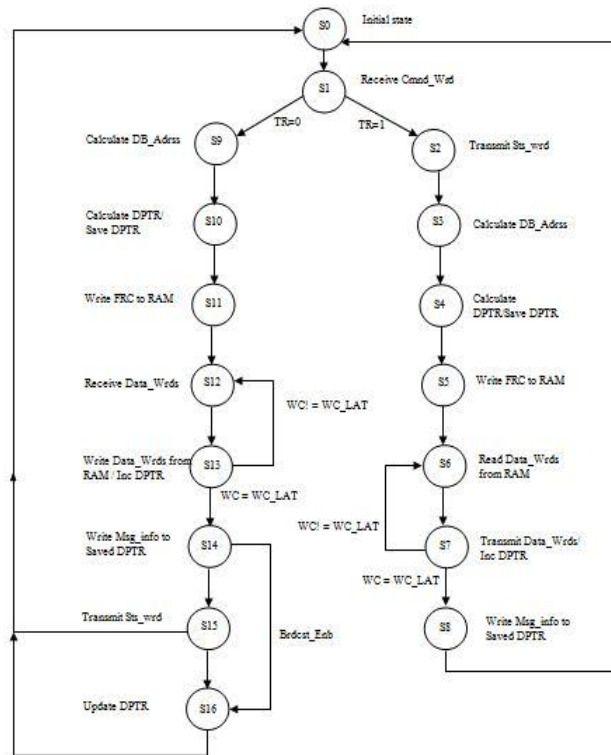 S0
Initial state
S1
Receive Cmnd_Wrd
TR=0
TR=1
Calculate DB_Adrss
S9
S2
Transmit Sts_wrd
Calculate DPTR/
Save DPTR
S10
S3
Calculate DB_Adrss
Write FRC to RAM
S11
S4
Calculate
DPTR/Save DPTR
Receive Data_Wrds
S12
WC! = WC_LAT
S5
Write FRC to RAM
Write Data_Wrds from
RAM / Inc DPTR
S13
WC = WC_LAT
S6
Read Data_Wrds
from RAM
WC! = WC_LAT
Write Msg_info to
Saved DPTR
S14
S7
Transmit Data_Wrds/
Inc DPTR
WC = WC_LAT
Transmit Sts_wrd
S15
Brdcst_Enb
S8
Write Msg_info to
Saved DPTR
Update DPTR
S16